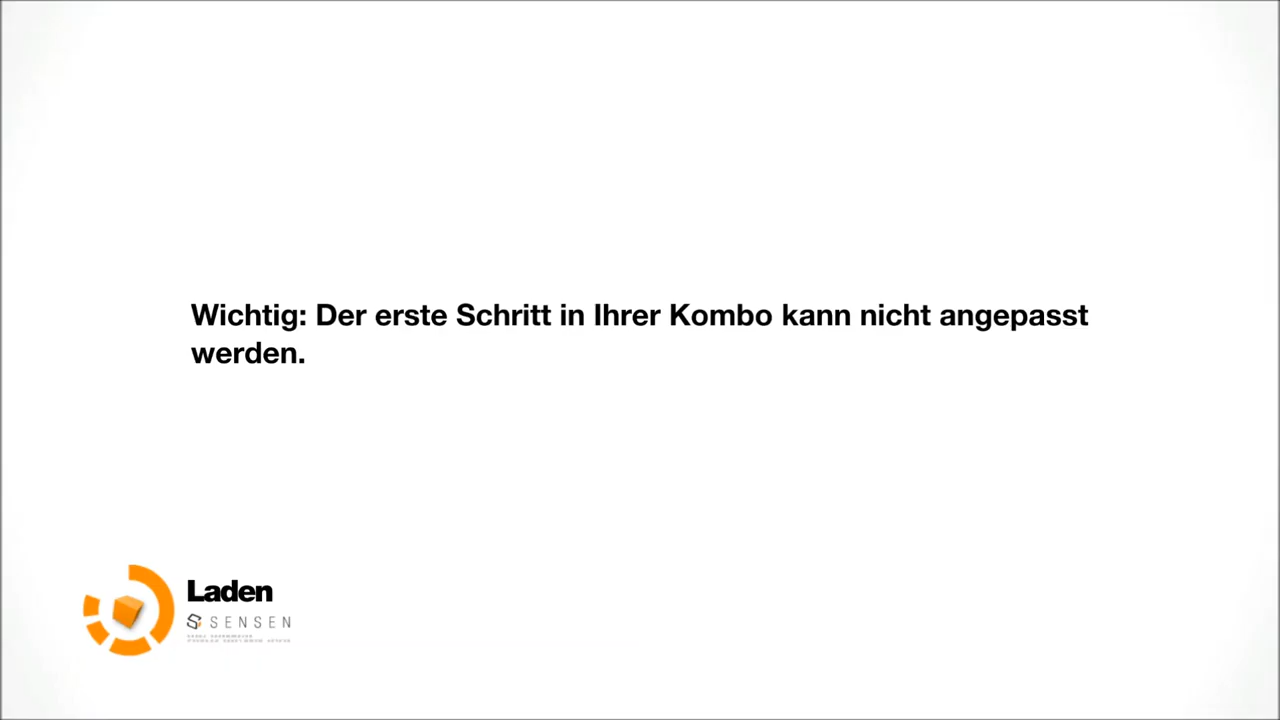 Wichtig: Der erste Schritt in Ihrer Kombo kann nicht angepasst
werden.
Laden
SENSEN